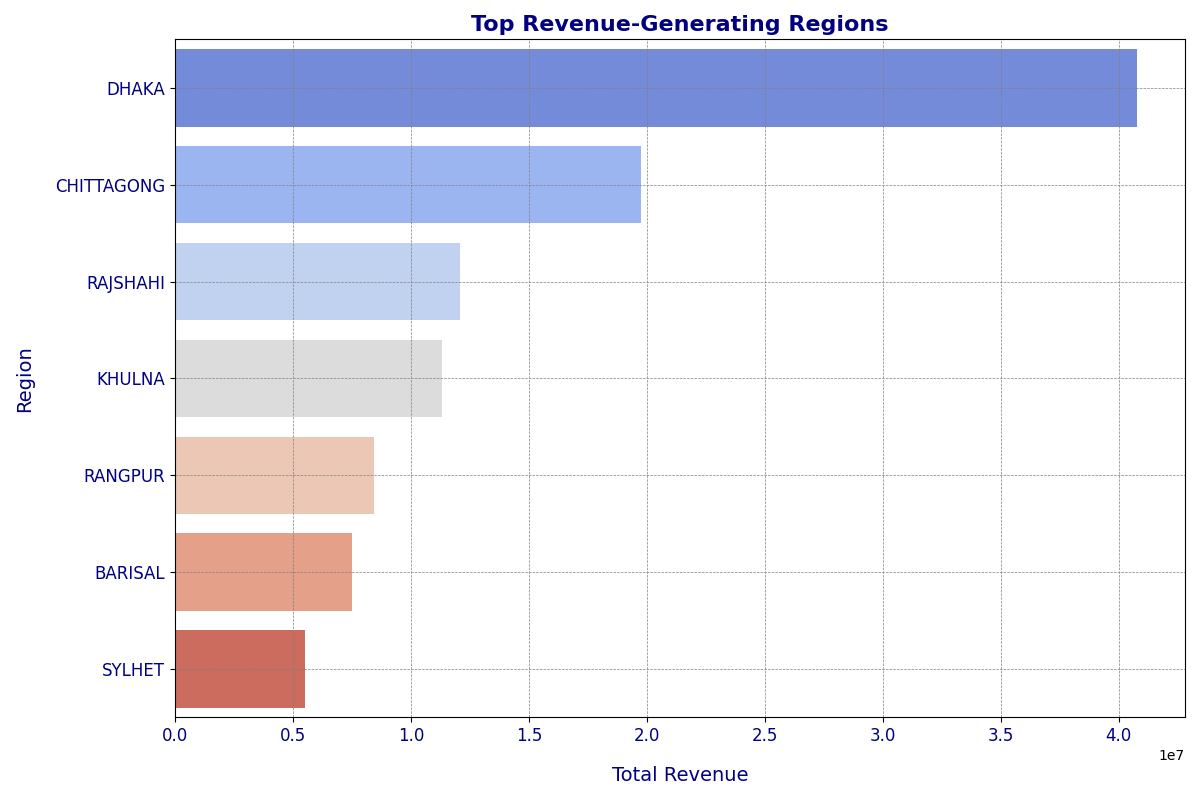 Top Revenue-Generating Regions
DHAKA
CHITTAGONG
RAJSHAHI
KHULNA
RANGPUR
BARISAL
SYLHET
Region
0.0 0.5 1.0 1.5 2.0 2.5 3.0 3.5 4.0
1e7
Total Revenue